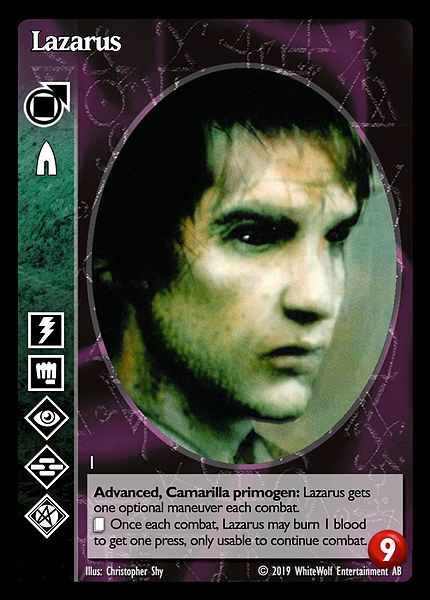 Lazarus
1
Advanced, Camarilla primogen: Lazarus gets
one optional maneuver each combat.
Once each combat, Lazarus may burn 1 blood
to get one press, only usable to continue combat.
9
Illus: Christopher Shy © 2019 WhiteWolf Entertainment AB